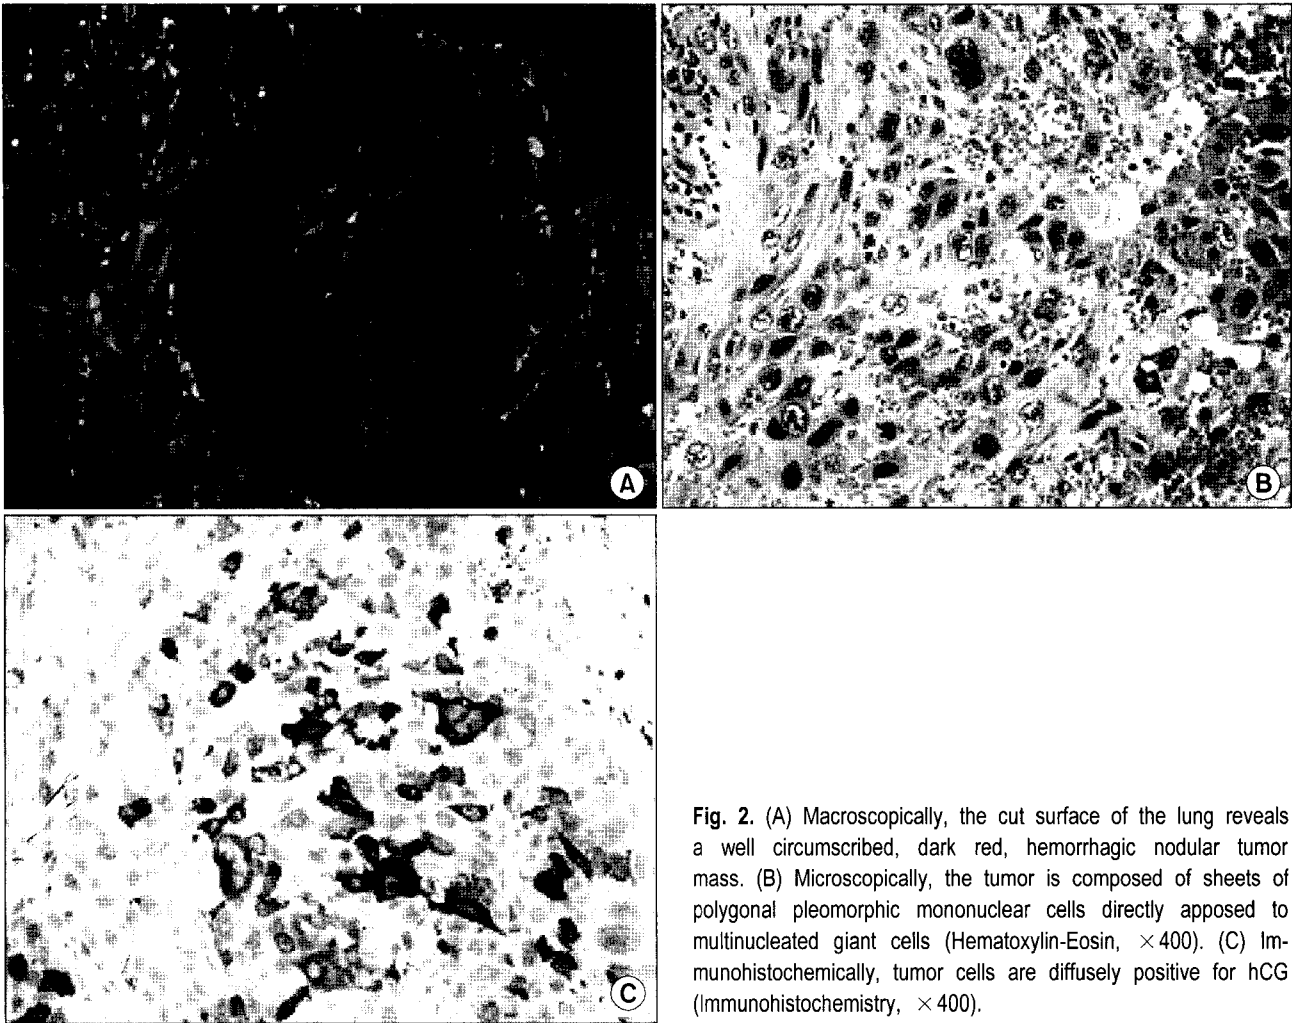 A
B
C
Fig. 2. (A) Macroscopically, the cut surface of the lung reveals
a well circumscribed, dark red, hemorrhagic nodular tumor
mass. (B) Microscopically, the tumor is composed of sheets of
polygonal pleomorphic mononuclear cells directly apposed to
multinucleated giant cells (Hematoxylin-Eosin, ×400). (C) Im-
munohistochemically, tumor cells are diffusely positive for hCG
(Immunohistochemistry, ×400).